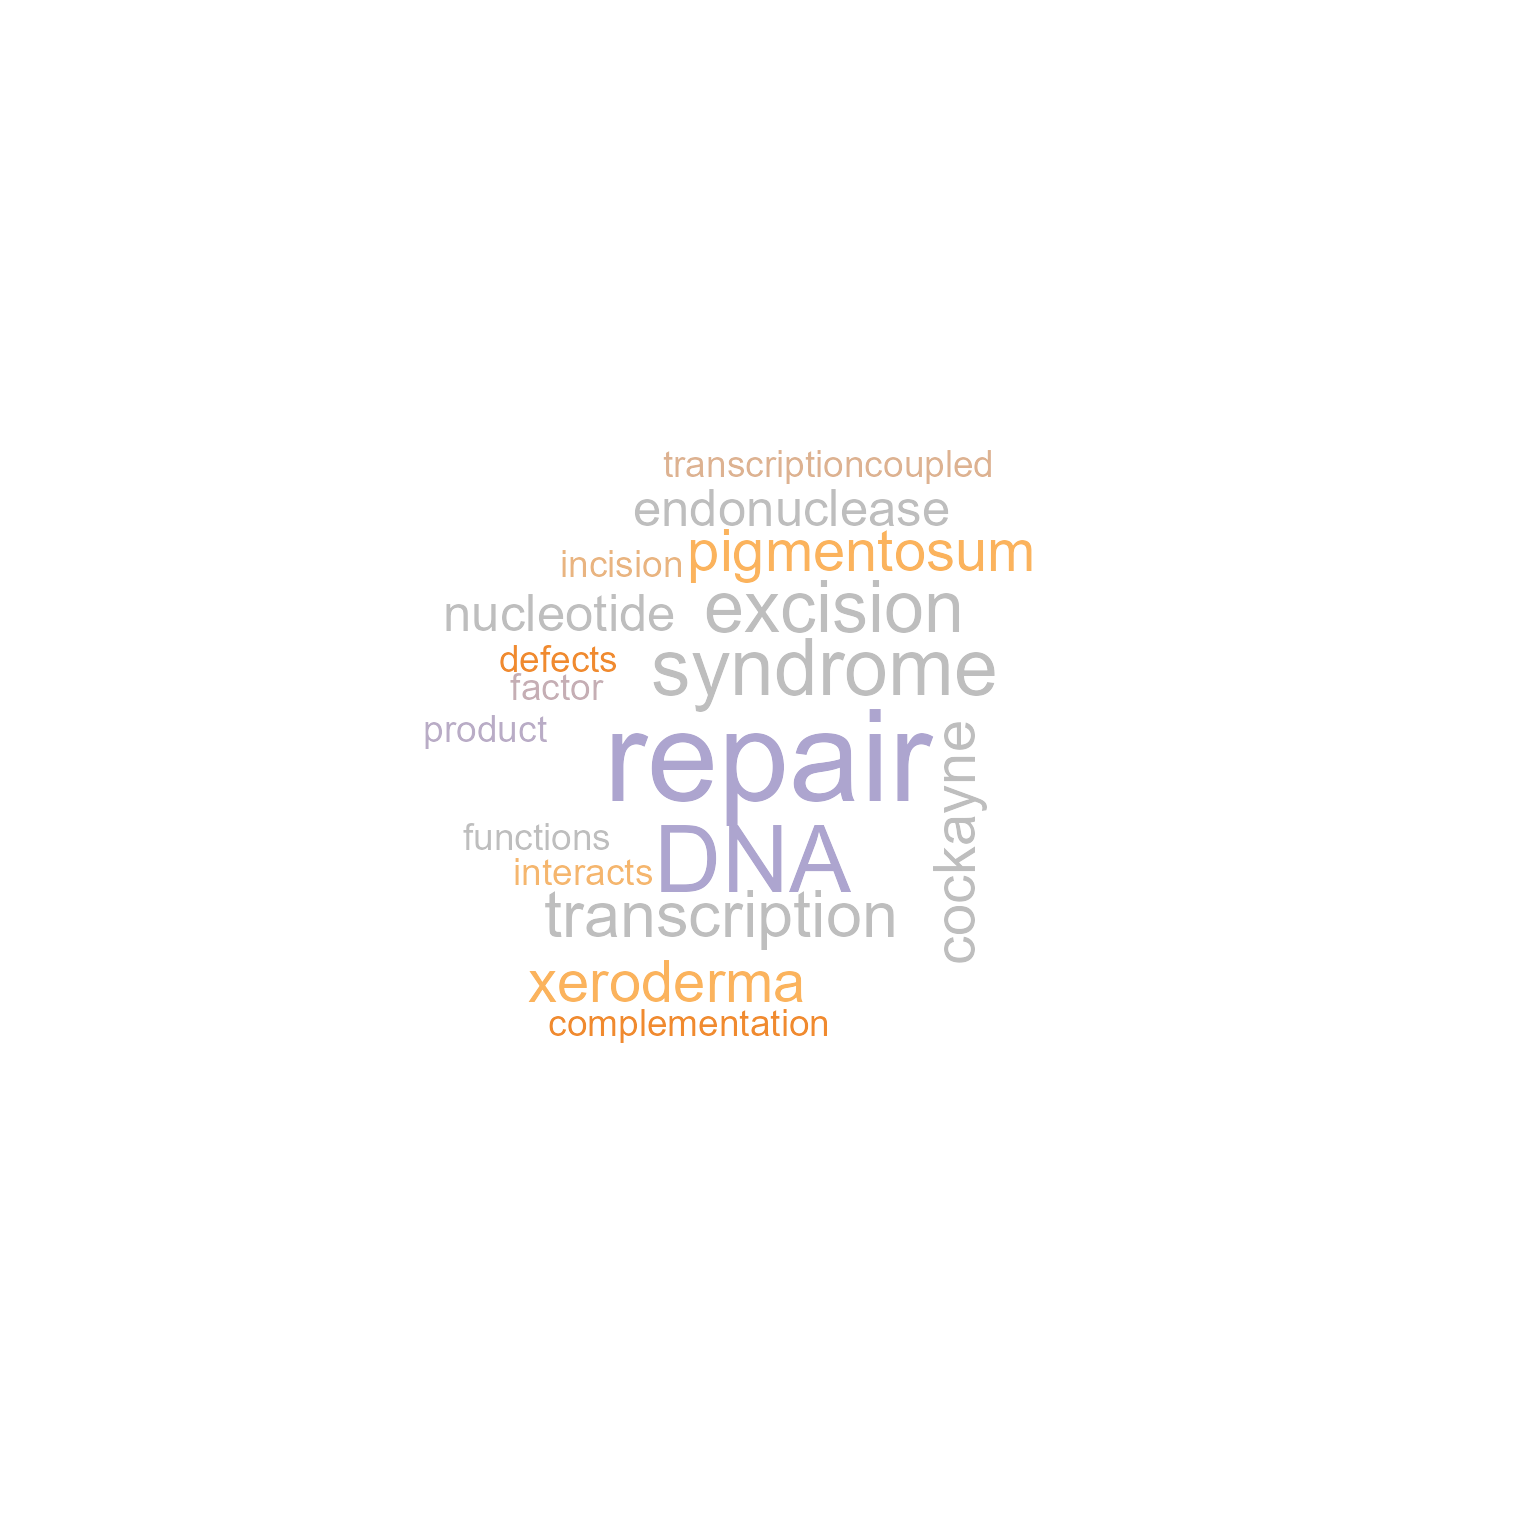 transcriptioncoupled
endonuclease
pigmentosum
incision
excision
nucleotide
syndrome
defects
factor
product
repair
cockayne
functions
DNA
interacts
transcription
xeroderma
complementation